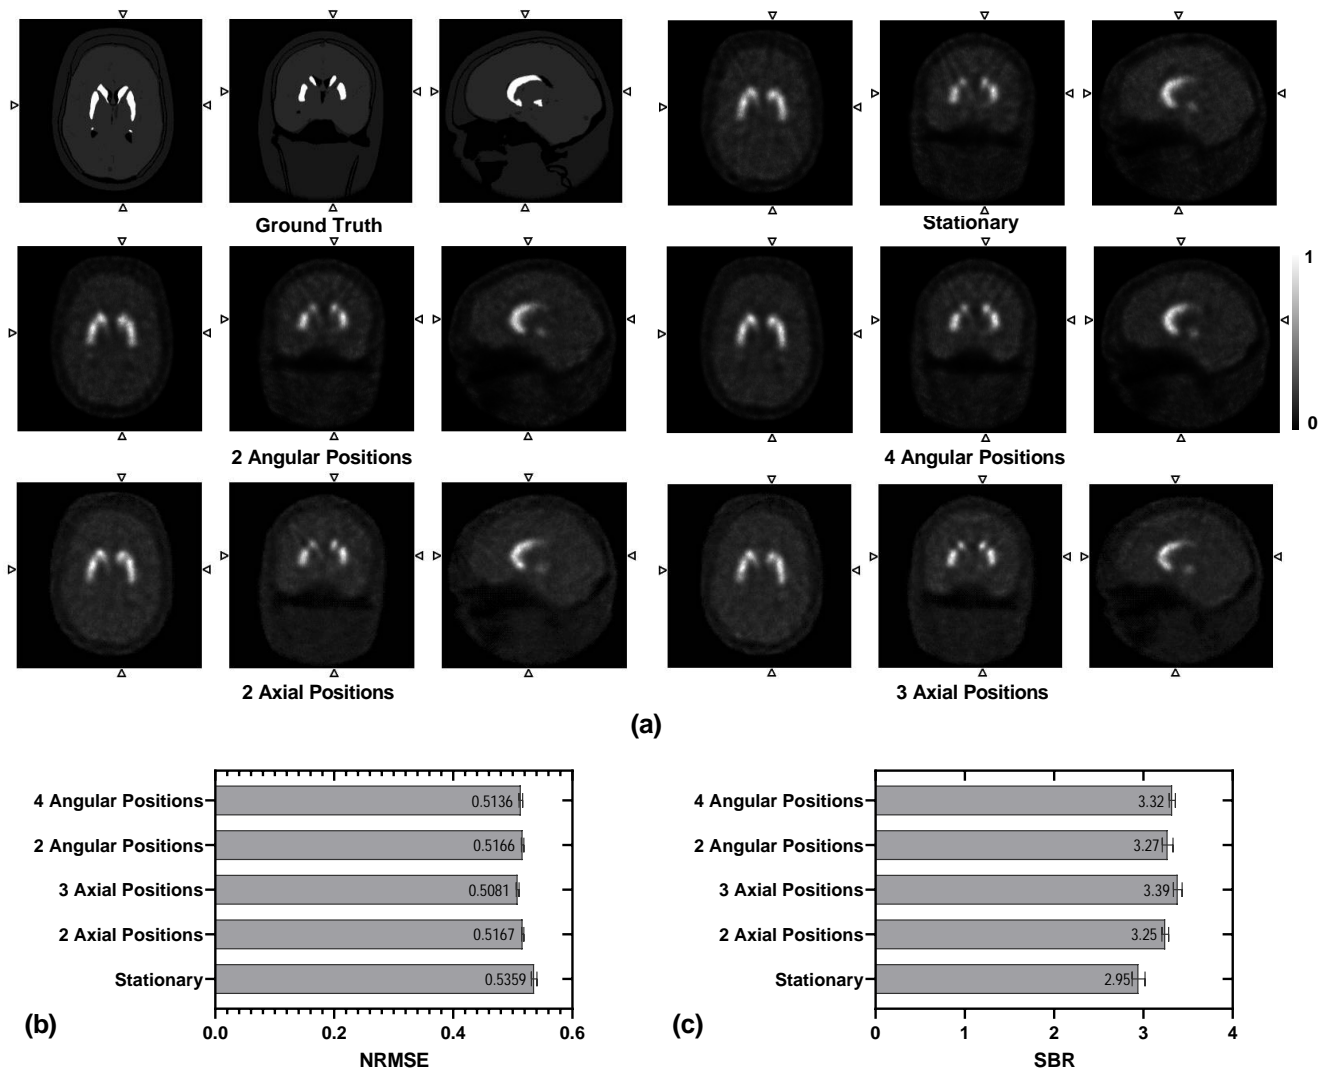 Ground Truth
Stationary
1
0
2 Angular Positions
4 Angular Positions
2 Axial Positions
3 Axial Positions
(a)
4 Angular Positions
0.5136
2 Angular Positions
0.5166
3 Axial Positions
0.5081
2 Axial Positions
0.5167
Stationary
0.5359
0.0
0.2
0.4
0.6
NRMSE
(b)
4 Angular Positions
3.32
2 Angular Positions
3.27
3 Axial Positions
3.39
2 Axial Positions
3.25
Stationary
2.95
0
1
2
3
4
SBR
(c)